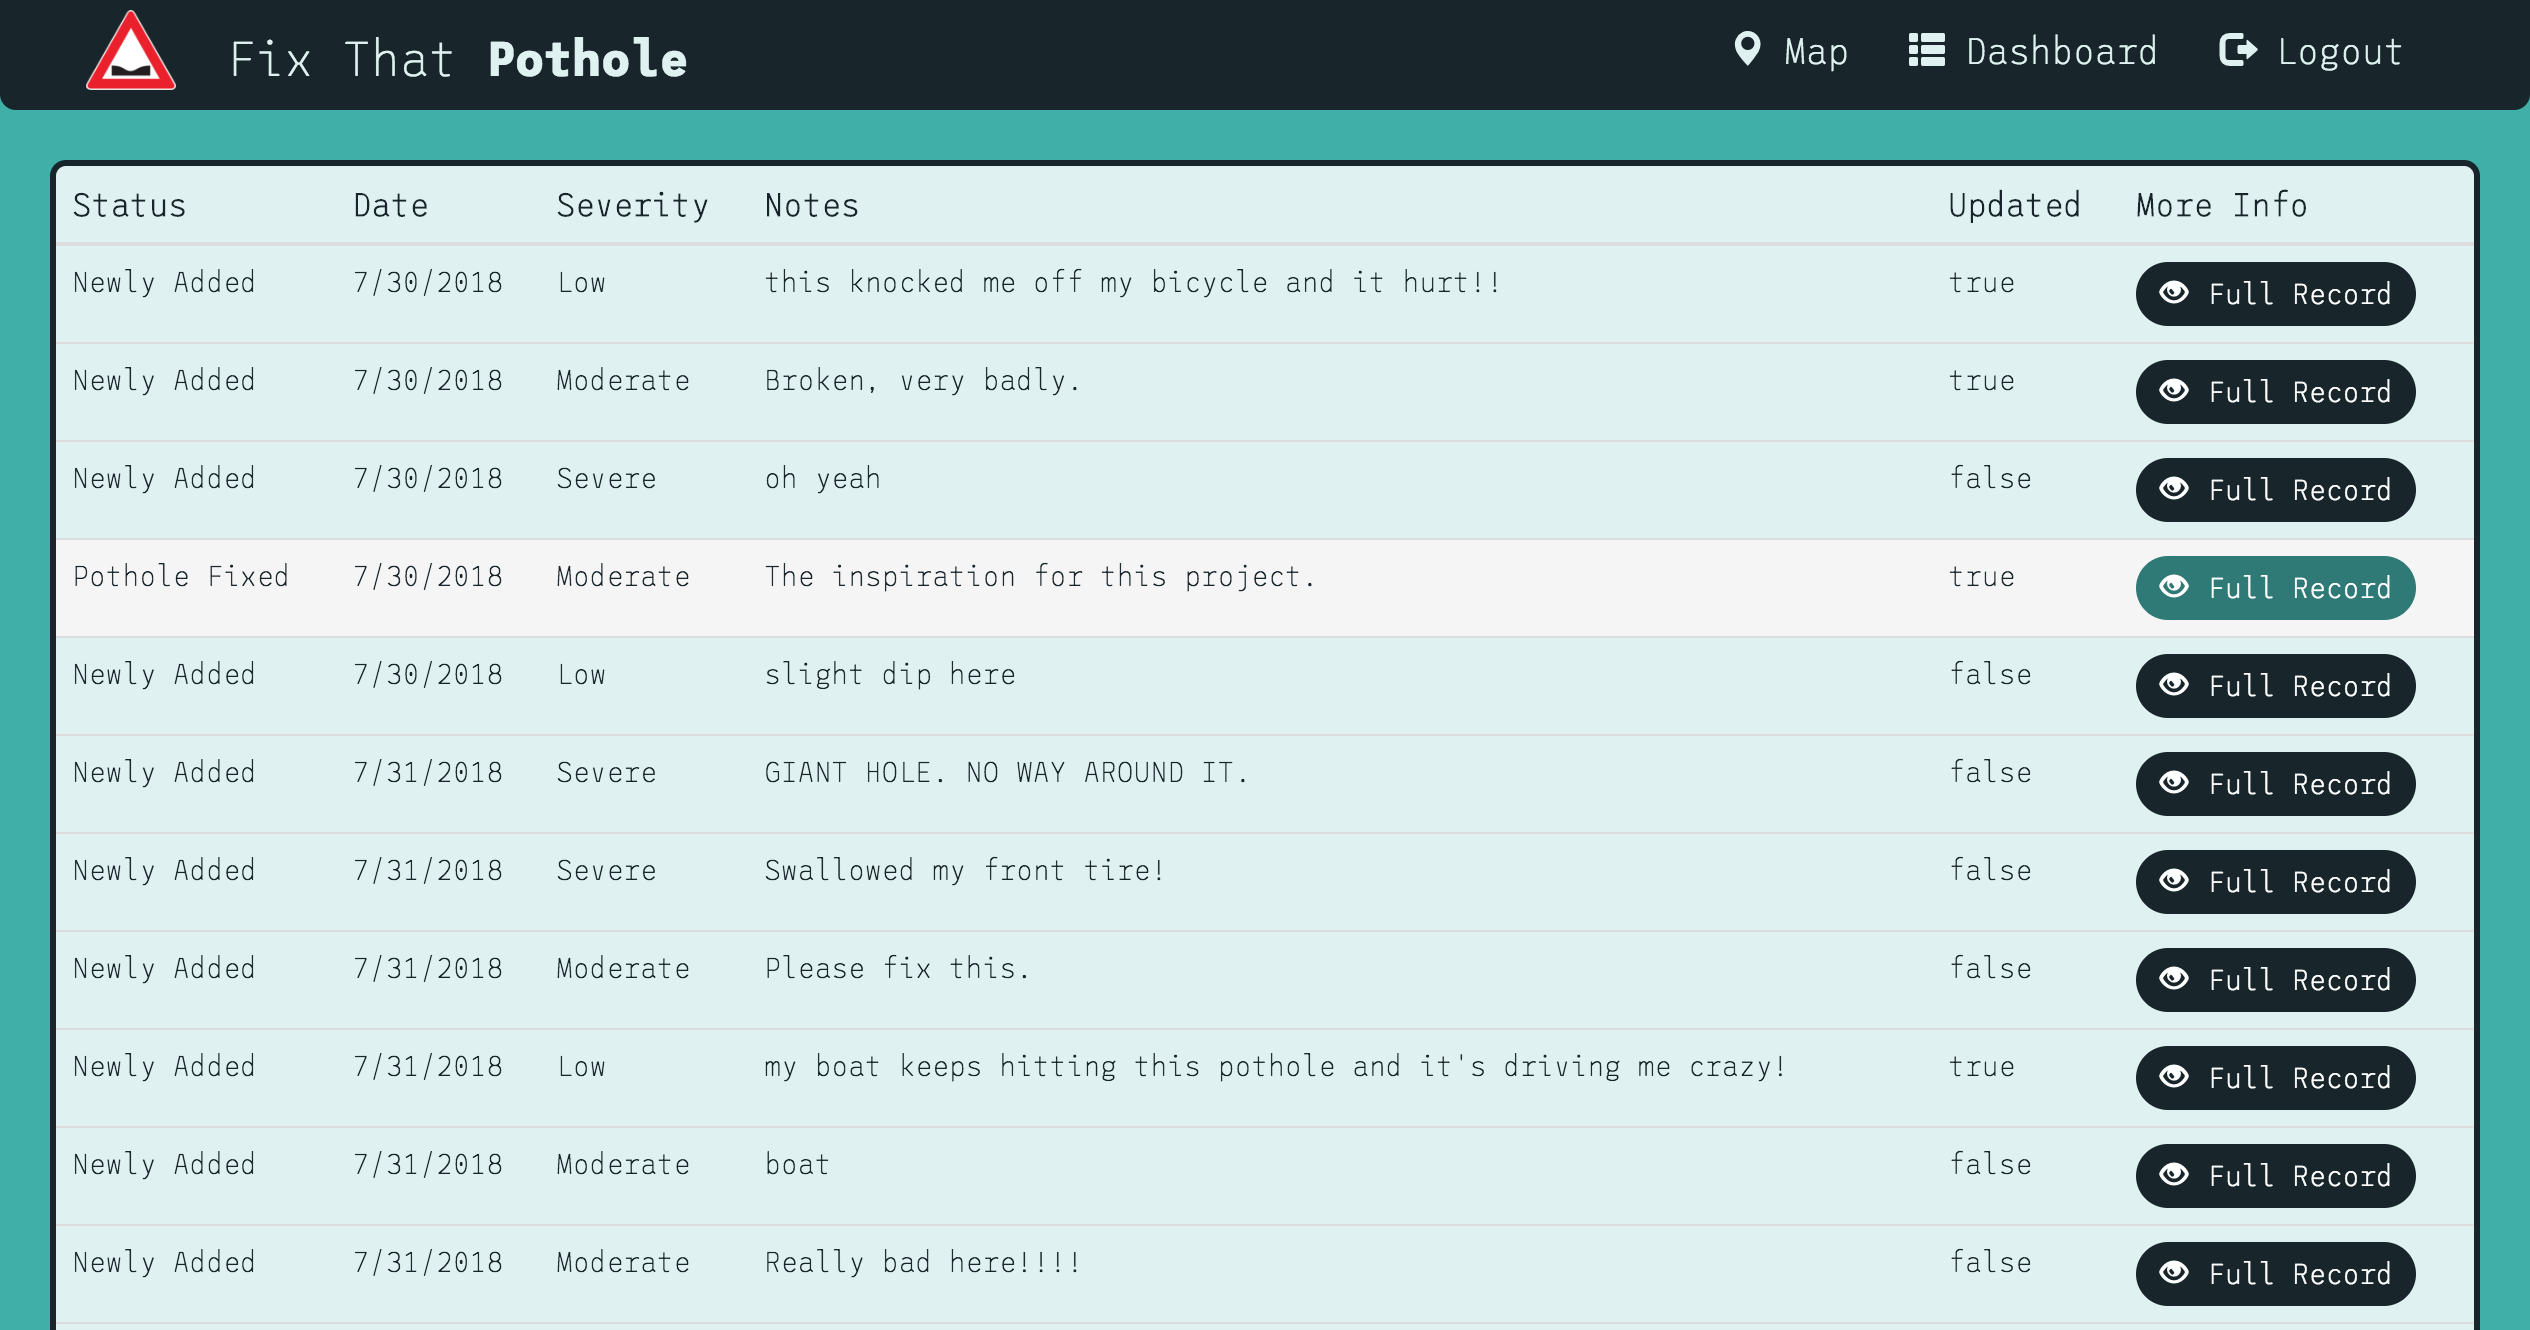 Fix That Pothole Map Dashboard Logout
Status Date Severity Notes Updated More Info
Newly Added 7/30/2018 Low this knocked me off my bicycle and it hurt!! true Full Record
Newly Added 7/30/2018 Moderate Broken, very badly. true Full Record
Newly Added 7/30/2018 Severe oh yeah false Full Record
Pothole Fixed 7/30/2018 Moderate The inspiration for this project. true Full Record
Newly Added 7/30/2018 Low slight dip here false Full Record
Newly Added 7/31/2018 Severe GIANT HOLE. NO WAY AROUND IT. false Full Record
Newly Added 7/31/2018 Severe Swallowed my front tire! false Full Record
Newly Added 7/31/2018 Moderate Please fix this. false Full Record
Newly Added 7/31/2018 Low my boat keeps hitting this pothole and it's driving me crazy! true Full Record
Newly Added 7/31/2018 Moderate boat false Full Record
Newly Added 7/31/2018 Moderate Really bad here!!!! false Full Record